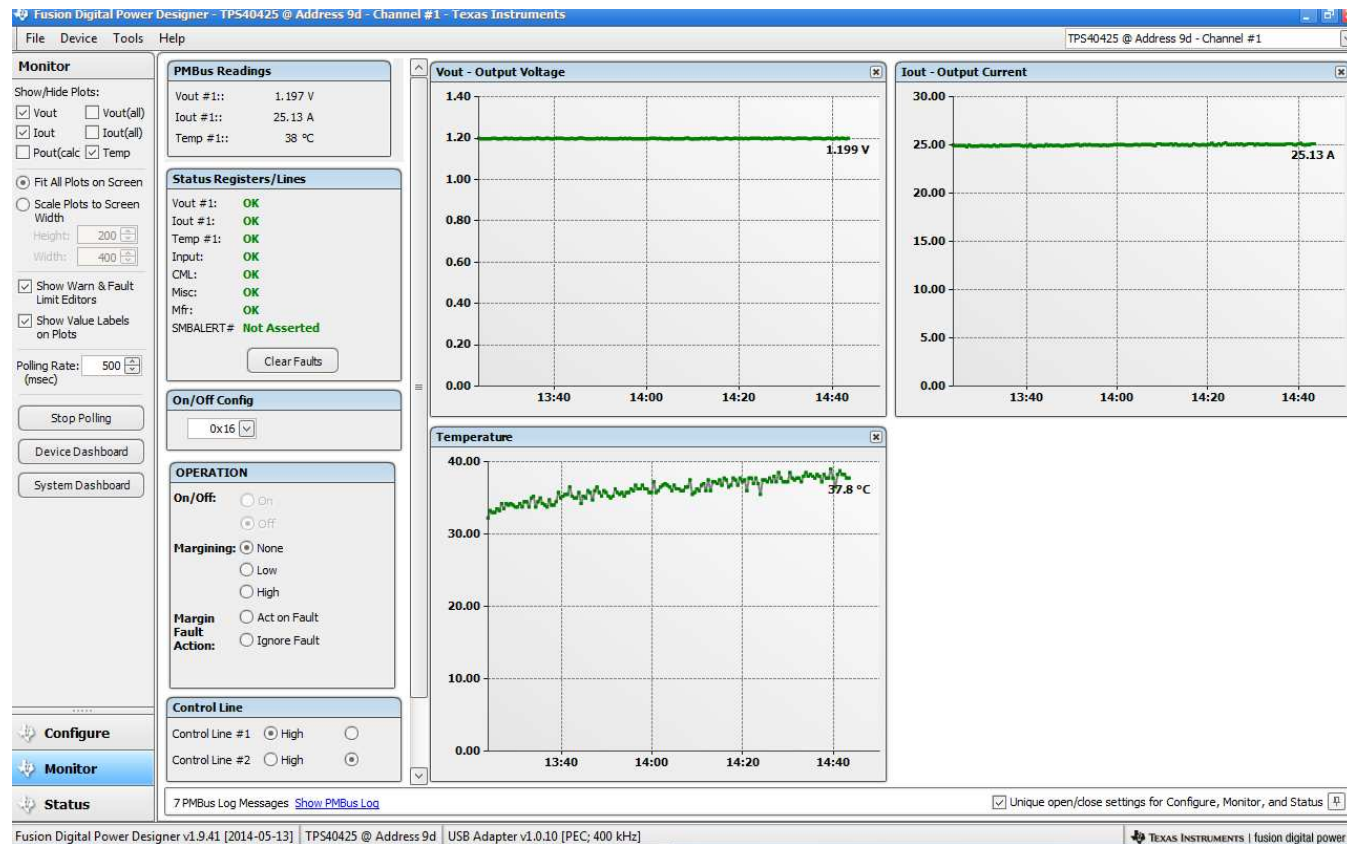 Fusion Digital Power Designer - TPS40425 @ Address 9d - Channel #1 - Texas Instruments
File Device Tools Help
TPS40425 @ Address 9d - Channel #1
Monitor
Show/Hide Plots:
Vout Vout(all)
Iout Iout(all)
Pout(calc Temp
Fit All Plots on Screen
Scale Plots to Screen
Width
Height: 200
Width: 400
Show Warn & Fault
Limit Editors
Show Value Labels
on Plots
Polling Rate: 500
(msec)
Stop Polling
Device Dashboard
System Dashboard
Configure
Monitor
Status
PMBus Readings
Vout #1:: 1.197 V
Iout #1:: 25.13 A
Temp #1:: 38 ºC
Status Registers/Lines
Vout #1: OK
Iout #1: OK
Temp #1: OK
Input: OK
CML: OK
Misc: OK
Mfr: OK
SMBALERT# Not Asserted
Clear Faults
On/Off Config
0x16
OPERATION
On/Off: On
Off
Margining: None
Low
High
Margin Act on Fault
Fault
Action: Ignore Fault
Control Line
Control Line #1 High
Control Line #2 High
Vout - Output Voltage
1.40
1.20
1.199 V
1.00
0.80
0.60
0.40
0.20
0.00
13:40 14:00 14:20 14:40
Iout - Output Current
30.00
25.00
25.13 A
20.00
15.00
10.00
5.00
0.00
13:40 14:00 14:20 14:40
Temperature
40.00
37.8 ºC
30.00
20.00
10.00
0.00
13:40 14:00 14:20 14:40
7 PMBus Log Messages Show PMBus Log
Unique open/close settings for Configure, Monitor, and Status
Fusion Digital Power Designer v1.9.41 [2014-05-13] TPS40425 @ Address 9d USB Adapter v1.0.10 [PEC; 400 kHz]
TEXAS INSTRUMENTS | fusion digital power